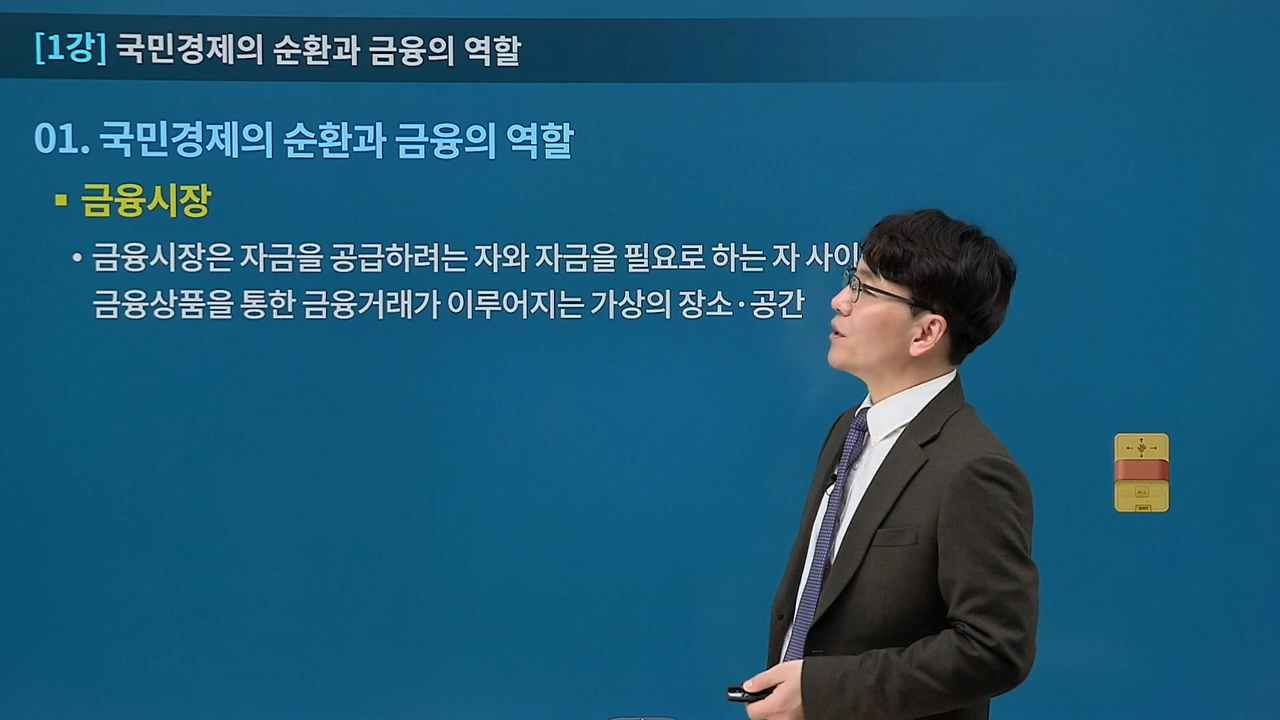 [1강] 국민경제의 순환과 금융의 역할
01. 국민경제의 순환과 금융의 역할
▪ 금융시장
• 금융시장은 자금을 공급하려는 자와 자금을 필요로 하는 자 사이
금융상품을 통한 금융거래가 이루어지는 가상의 장소·공간